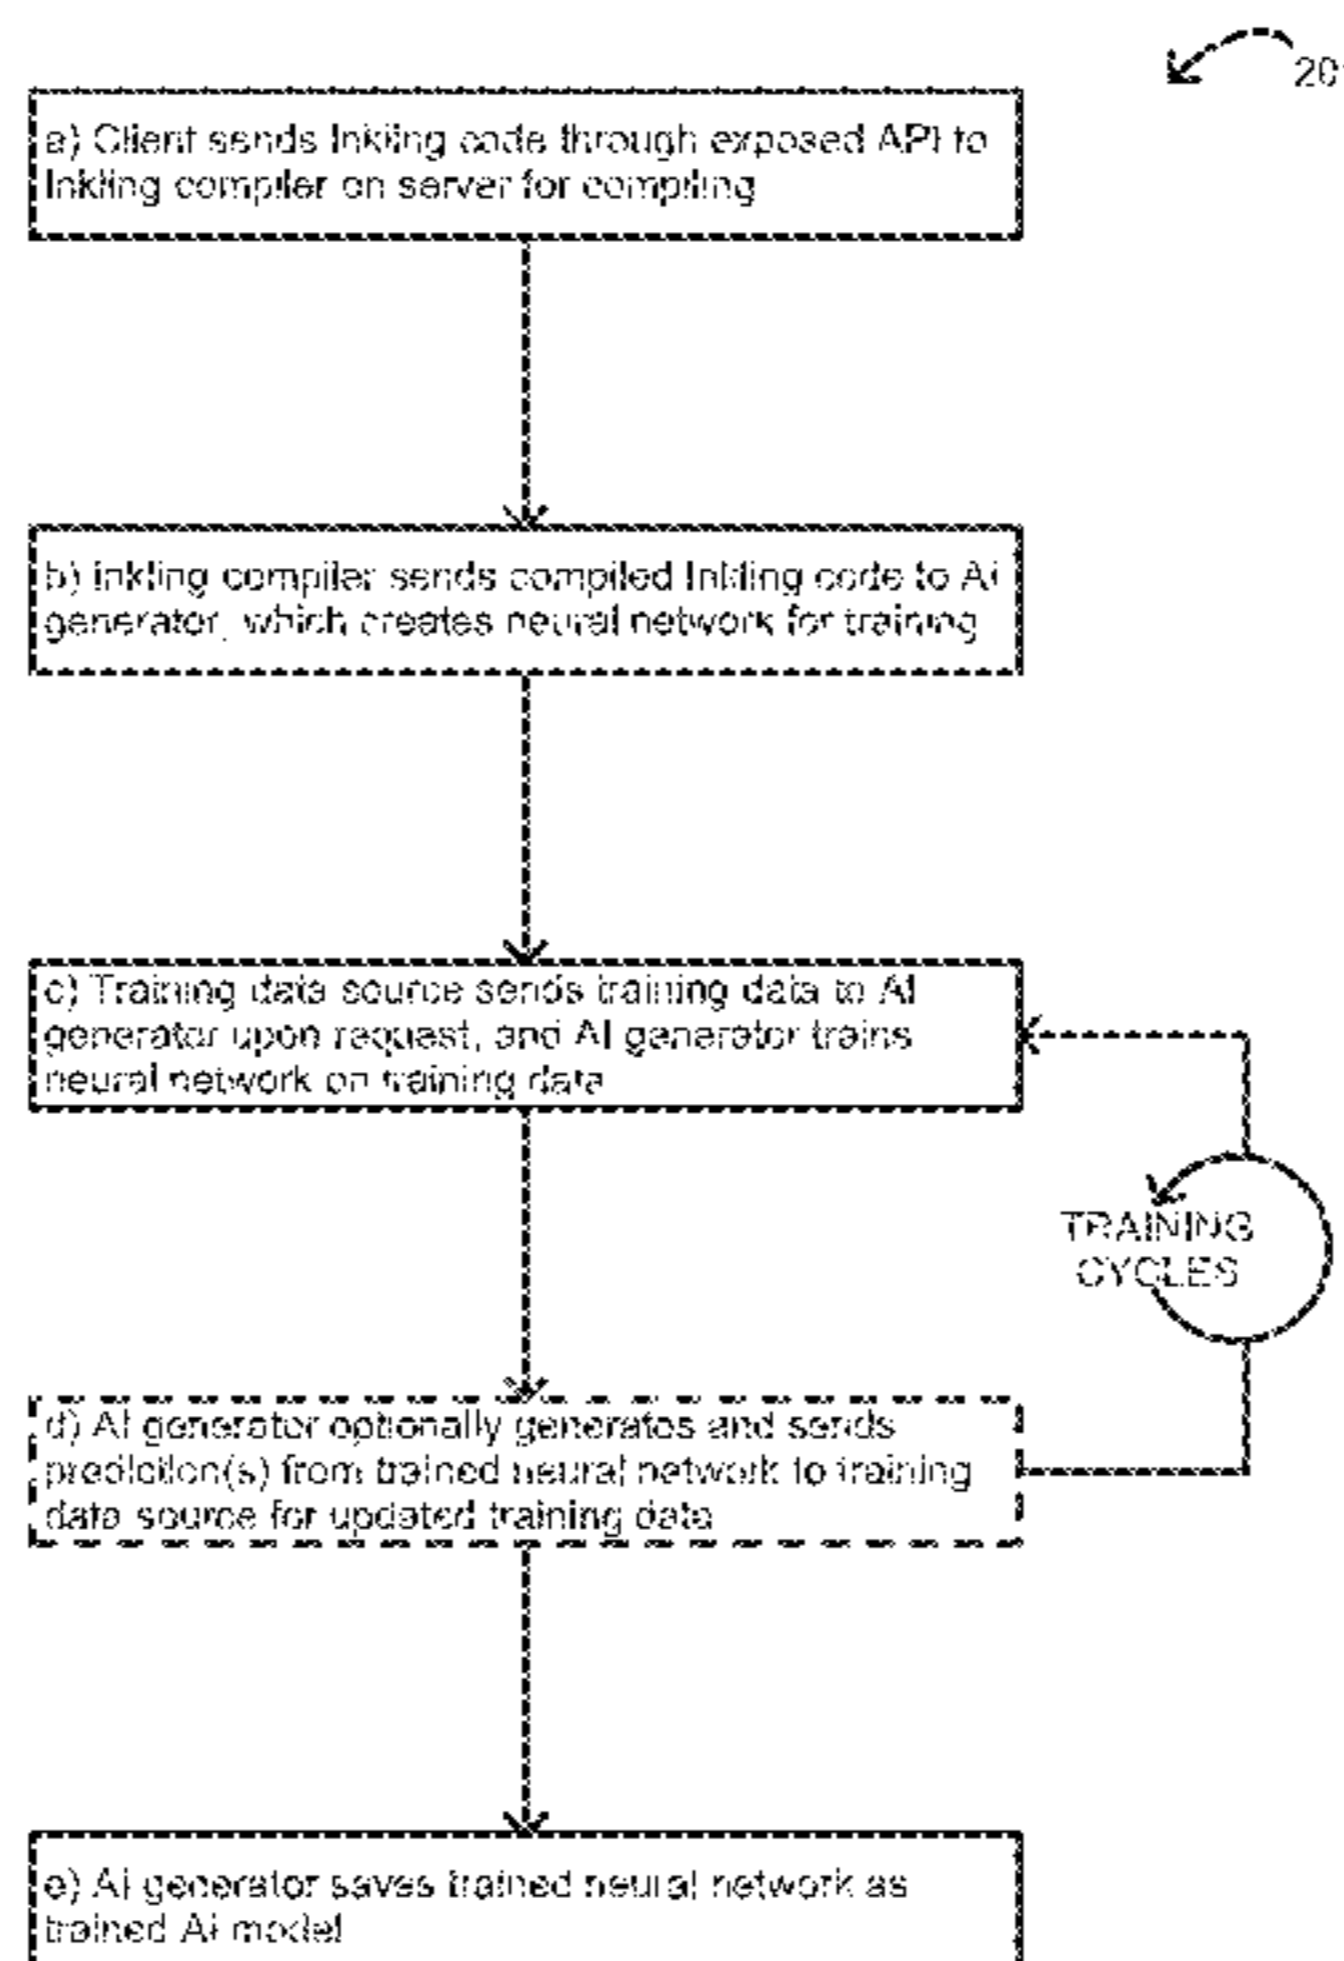 20
a) Client sends Inkling code through exposed API to
Inkling compiler on server for compiling
b) Inkling compiler sends compiled Inkling code to AI
generator, which creates neural network for training
c) Training data source sends training data to AI
generator upon request, and AI generator trains
neural network on training data
TRAINING
CYCLES
d) AI generator optionally generates and sends
prediction(s) from trained neural network to training
data source for updated training data
e) AI generator saves trained neural network as
trained AI model